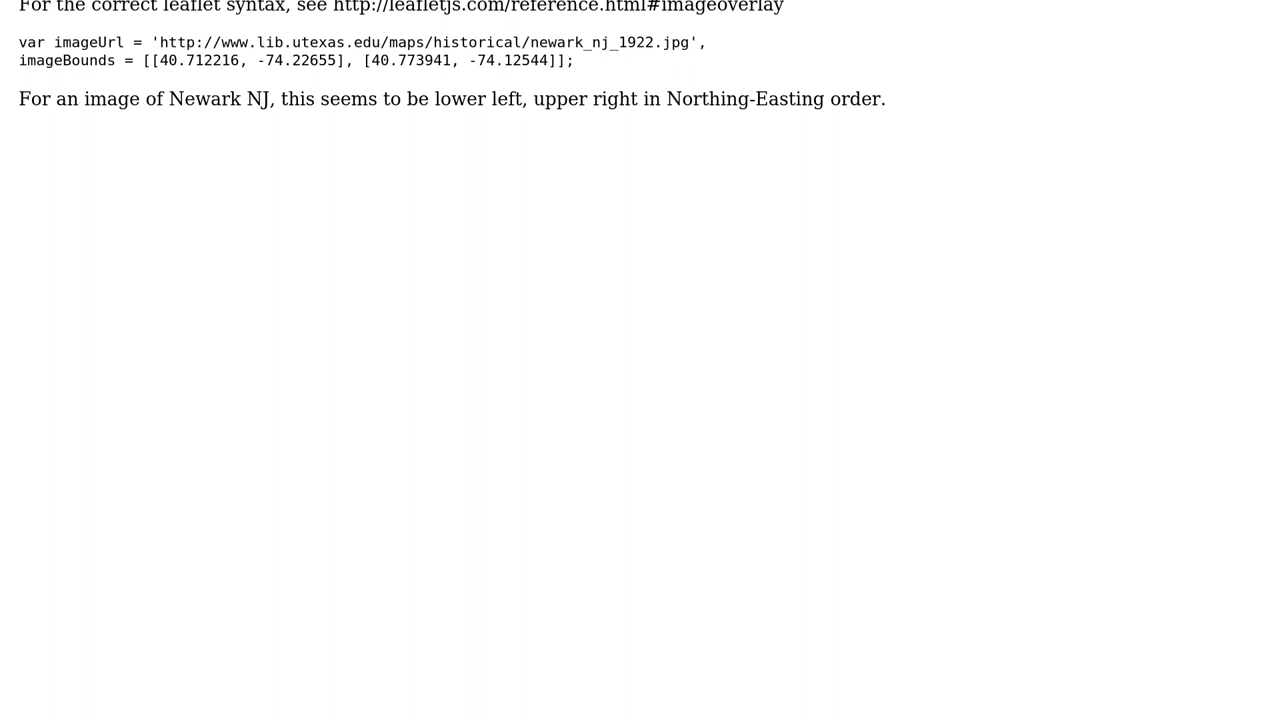 For the correct leaflet syntax, see http://leafletjs.com/reference.html#imageoverlay
var imageUrl = 'http://www.lib.utexas.edu/maps/historical/newark_nj_1922.jpg',
imageBounds = [[40.712216, -74.22655], [40.773941, -74.12544]];
For an image of Newark NJ, this seems to be lower left, upper right in Northing-Easting order.